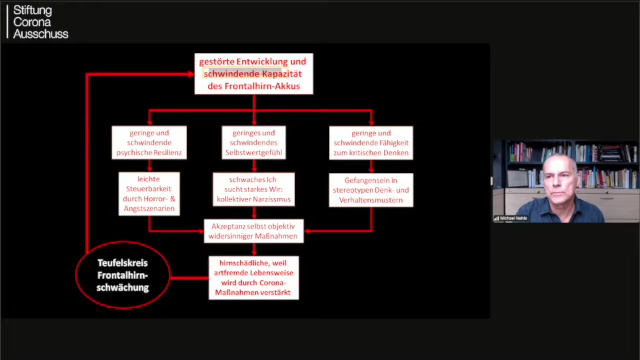 Stiftung
Corona
Ausschuss
gestörte Entwicklung und
schwindende Kapazität
des Frontalhirn-Akkus
geringe und
schwindende
psychische Resilienz
geringes und
schwindendes
Selbstwertgefühl
geringe und
schwindende Fähigkeit
zum kritischen Denken
leichte
Steuerbarkeit
durch Horror- &
Angstszenarien
schwaches Ich
sucht starkes Wir:
kollektiver Narzissmus
Gefangensein in
stereotypen Denk- und
Verhaltensmustern
Akzeptanz selbst objektiv
widersinniger Maßnahmen
Teufelskreis
Frontalhirn-
schwächung
hirnschädliche, weil
artfremde Lebensweise
wird durch Corona-
Maßnahmen verstärkt
Michael Nehls